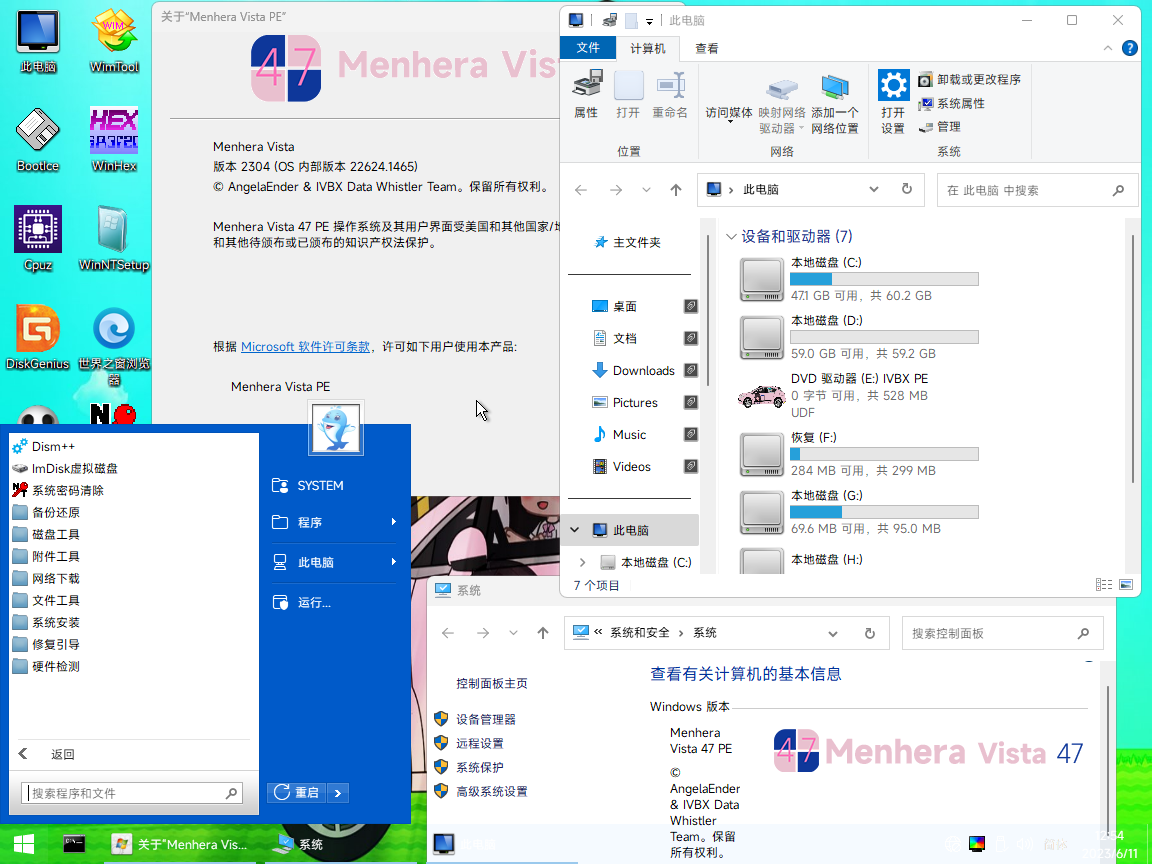 此电脑
WimTool
BootIce
WinHex
Cpuz
WinNTSetup
DiskGenius
世界之窗浏览器
关于“Menhera Vista PE”
47 Menhera Vis
Menhera Vista
版本 2304 (OS 内部版本 22624.1465)
© AngelaEnder & IVBX Data Whistler Team。保留所有权利。
Menhera Vista 47 PE 操作系统及其用户界面受美国和其他国家/地
和其他待颁布或已颁布的知识产权法保护。
根据 Microsoft 软件许可条款，许可如下用户使用本产品:
Menhera Vista PE
此电脑
文件
计算机
查看
属性
打开
重命名
位置
访问媒体
映射网络
驱动器
添加一个
网络位置
网络
打开
设置
卸载或更改程序
系统属性
管理
系统
此电脑
在 此电脑 中搜索
主文件夹
桌面
文档
Downloads
Pictures
Music
Videos
此电脑
本地磁盘 (C:)
7 个项目
设备和驱动器 (7)
本地磁盘 (C:)
47.1 GB 可用，共 60.2 GB
本地磁盘 (D:)
59.0 GB 可用，共 59.2 GB
DVD 驱动器 (E:) IVBX PE
0 字节 可用，共 528 MB
UDF
恢复 (F:)
284 MB 可用，共 299 MB
本地磁盘 (G:)
69.6 MB 可用，共 95.0 MB
本地磁盘 (H:)
Dism++
ImDisk虚拟磁盘
系统密码清除
备份还原
磁盘工具
附件工具
网络下载
文件工具
系统安装
修复引导
硬件检测
返回
搜索程序和文件
SYSTEM
程序
此电脑
运行...
重启
系统
系统和安全
系统
搜索控制面板
控制面板主页
设备管理器
远程设置
系统保护
高级系统设置
查看有关计算机的基本信息
Windows 版本
Menhera
Vista 47 PE
©
AngelaEnder
& IVBX Data
Whistler
Team。保留
所有权利。
47 Menhera Vista 47
关于“Menhera Vis...
系统
此电脑
12:54
2023/6/11